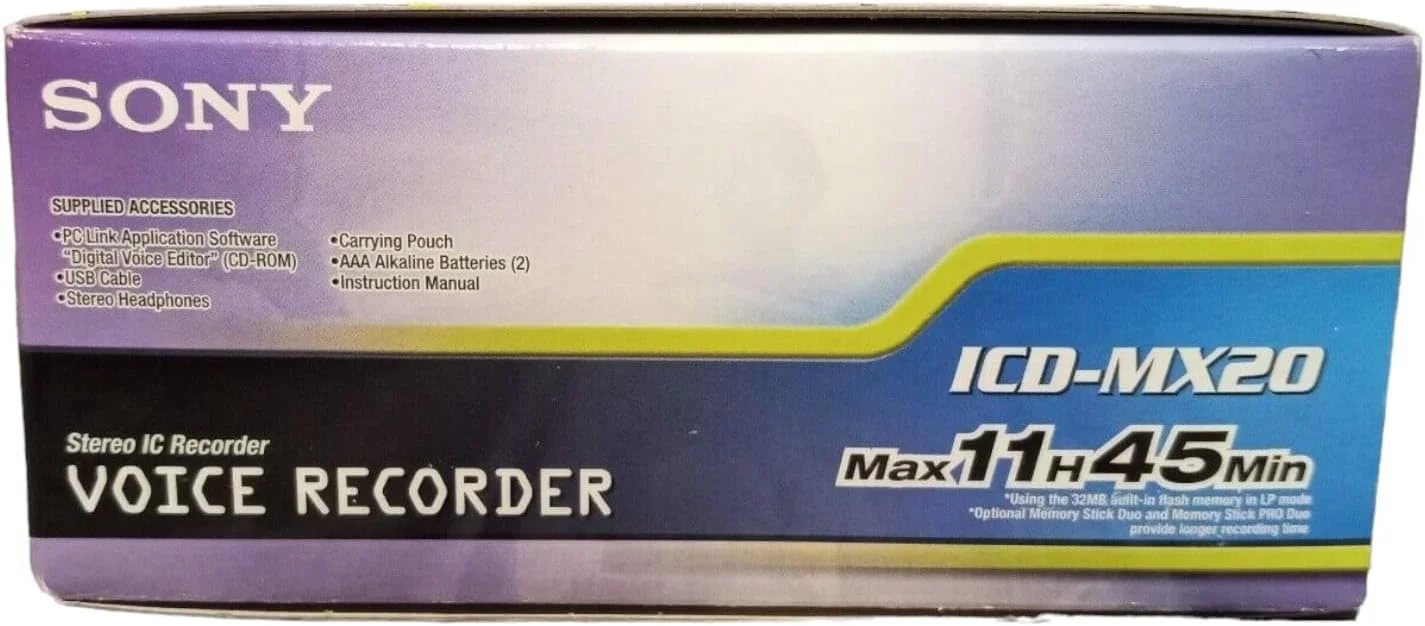 SONY
SUPPLIED ACCESSORIES
•PC Link Application Software
"Digital Voice Editor" (CD-ROM)
•USB Cable
•Stereo Headphones
•Carrying Pouch
•AAA Alkaline Batteries (2)
•Instruction Manual
ICD-MX20
Stereo IC Recorder
VOICE RECORDER
Max 11H45Min
*Using the 32MB built-in flash memory in LP mode
*Optional Memory Stick Duo and Memory Stick PRO Duo
provide longer recording time